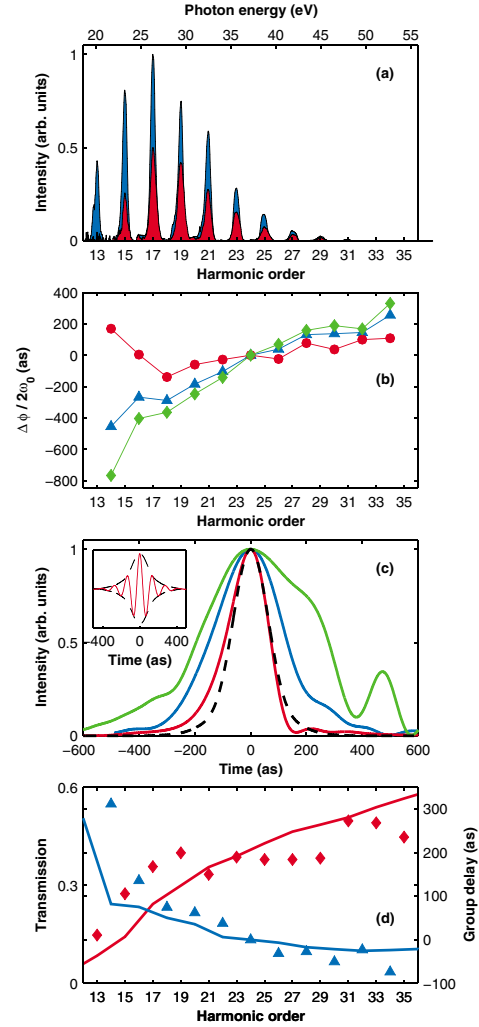 Photon energy (eV)
20 25 30 35 40 45 50 55
1
0.5
0
Intensity (arb. units)
(a)
13 15 17 19 21 23 25 27 29 31 33 35
Harmonic order
400
200
0
−200
−400
−600
−800
Δ ϕ / 2ω0 (as)
(b)
13 15 17 19 21 23 25 27 29 31 33 35
Harmonic order
1
0.5
0
Intensity (arb. units)
(c)
−400 0 400
Time (as)
−600 −400 −200 0 200 400 600
Time (as)
0.6
0.3
0
Transmission
300
200
100
0
−100
Group delay (as)
(d)
13 15 17 19 21 23 25 27 29 31 33 35
Harmonic order